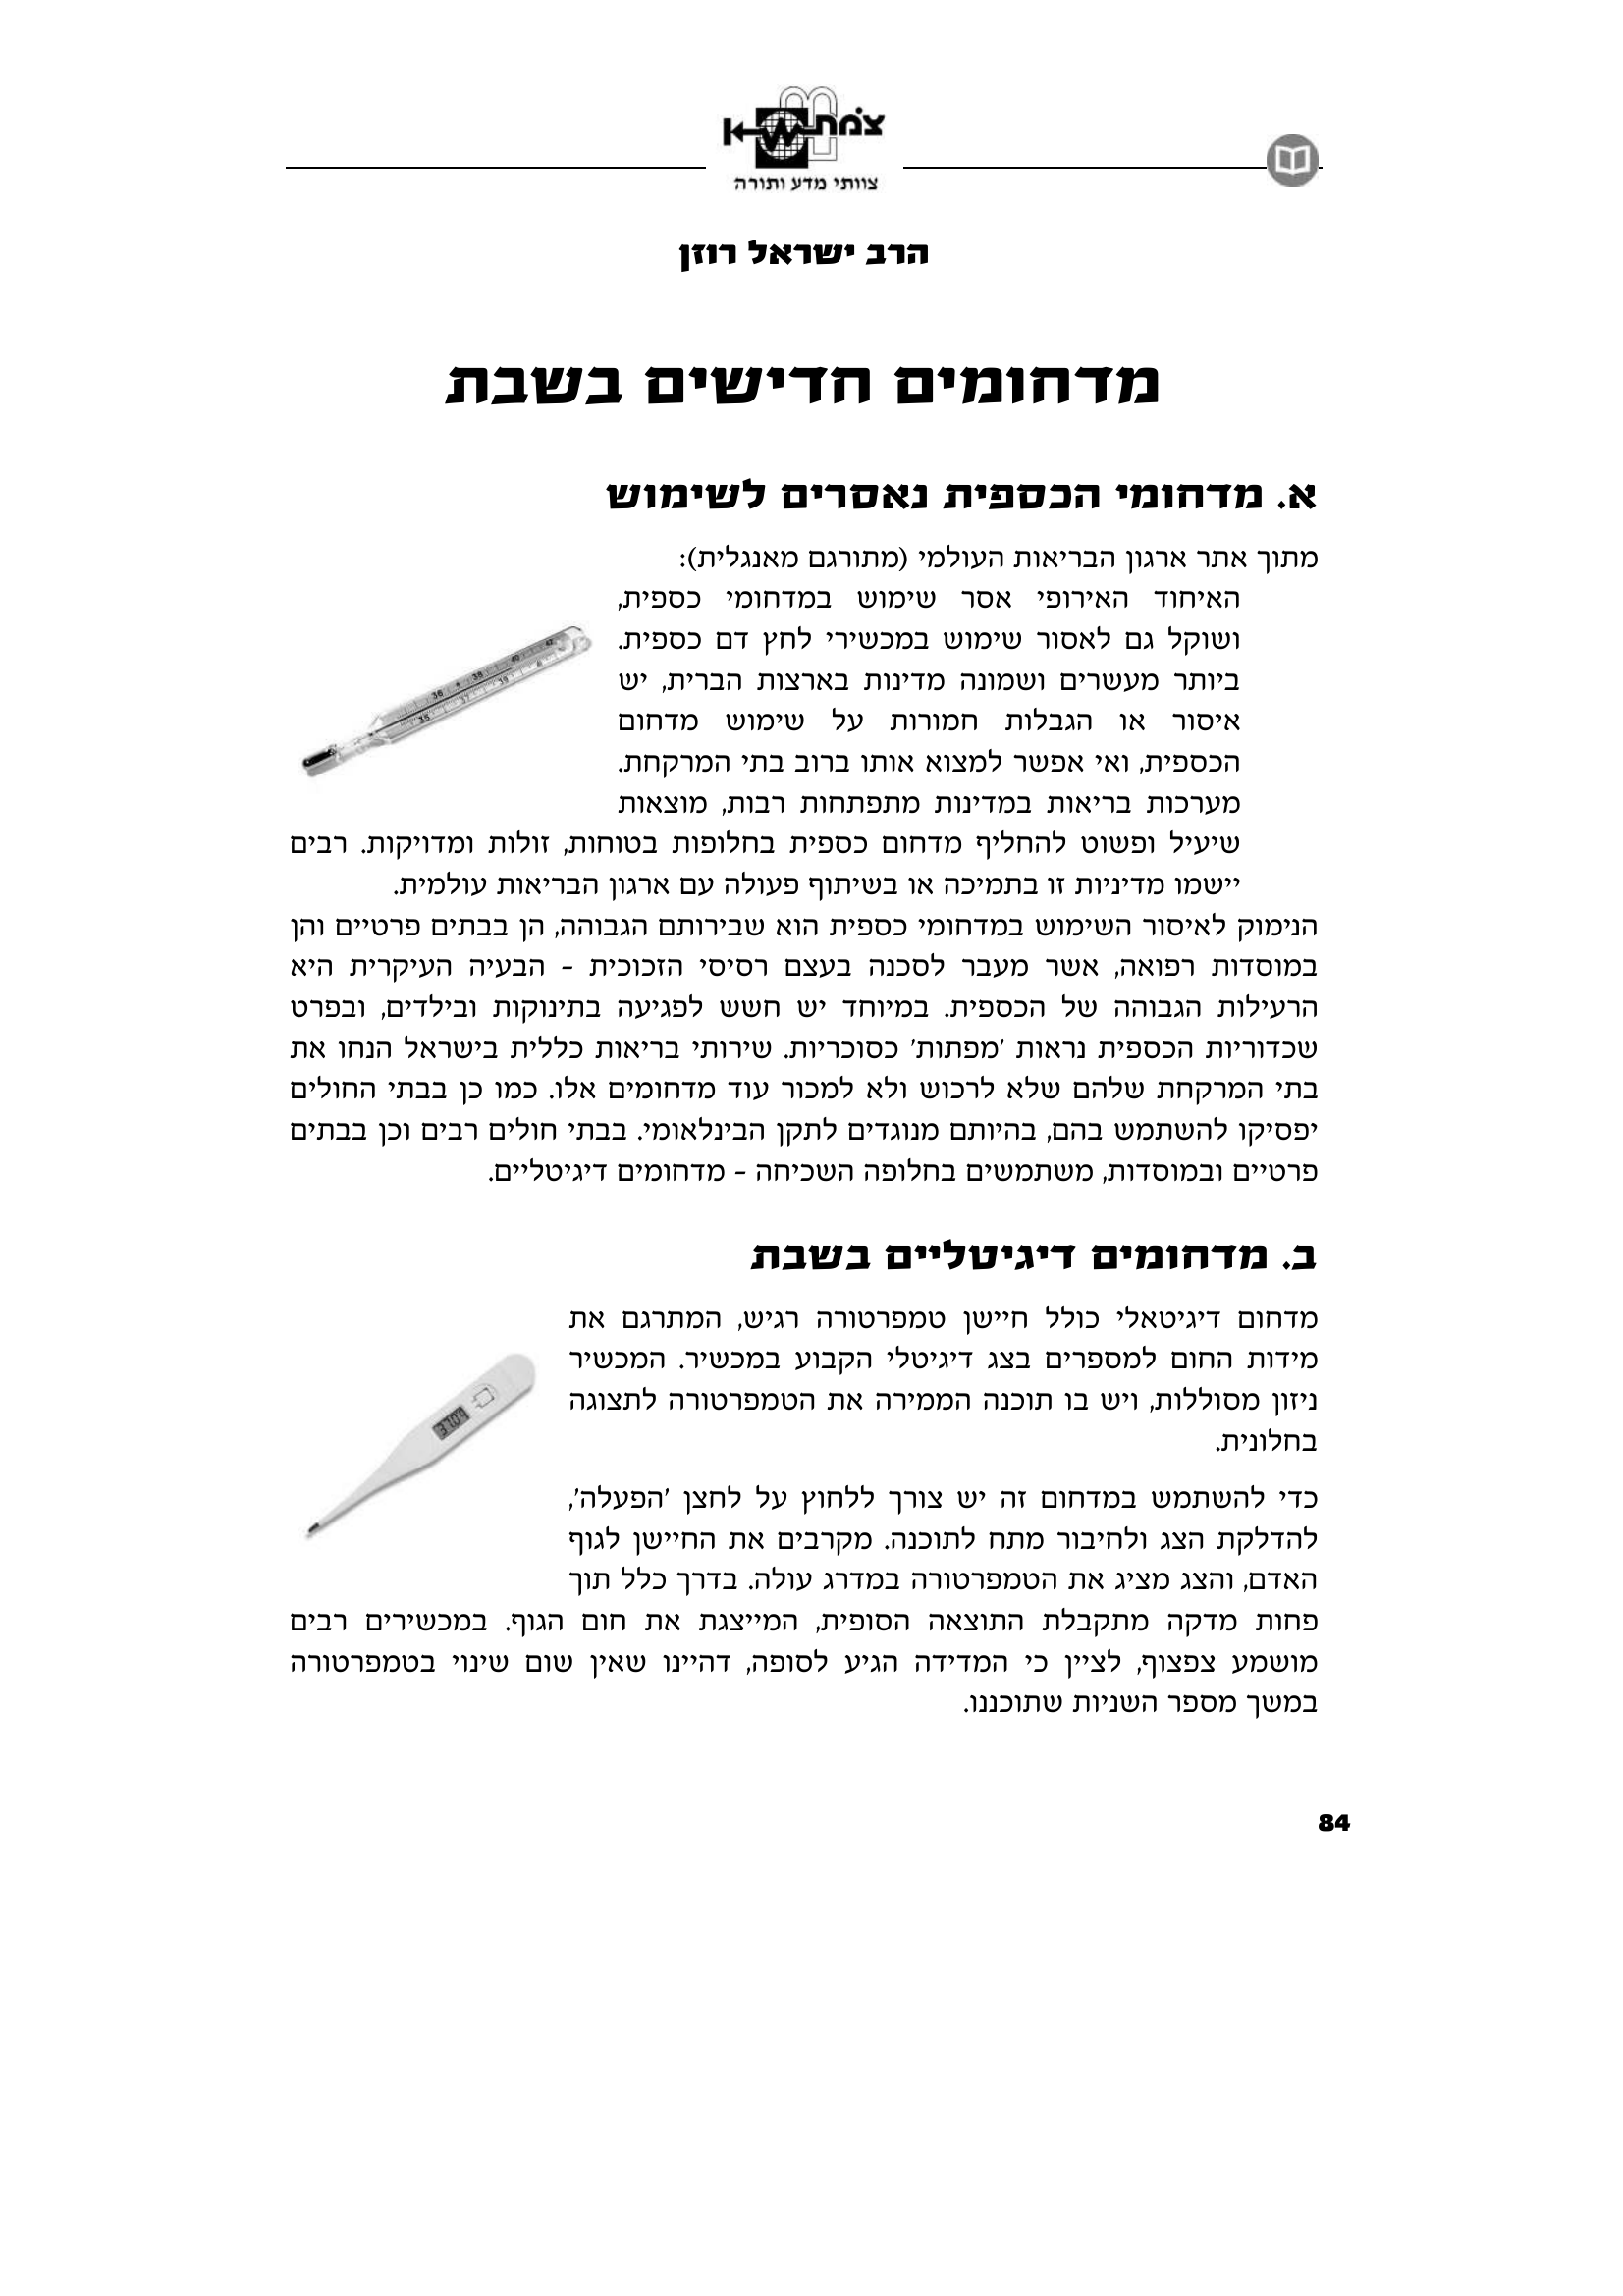 צמת
צוותי מדע ותורה
הרב ישראל רוזן
מדחומים חדישים בשבת
א. מדחומי הכספית נאסרים לשימוש
מתוך אתר ארגון הבריאות העולמי (מתורגם מאנגלית):
האיחוד האירופי אסר שימוש במדחומי כספית,
ושוקל גם לאסור שימוש במכשירי לחץ דם כספית.
ביותר מעשרים ושמונה מדינות בארצות הברית, יש
איסור או הגבלות חמורות על שימוש מדחום
הכספית, ואי אפשר למצוא אותו ברוב בתי המרקחת.
מערכות בריאות במדינות מתפתחות רבות, מוצאות
שיעיל ופשוט להחליף מדחום כספית בחלופות בטוחות, זולות ומדויקות. רבים
יישמו מדיניות זו בתמיכה או בשיתוף פעולה עם ארגון הבריאות עולמית.
הנימוק לאיסור השימוש במדחומי כספית הוא שבירותם הגבוהה, הן בבתים פרטיים והן
במוסדות רפואה, אשר מעבר לסכנה בעצם רסיסי הזכוכית – הבעיה העיקרית היא
הרעילות הגבוהה של הכספית. במיוחד יש חשש לפגיעה בתינוקות ובילדים, ובפרט
שכדוריות הכספית נראות 'מפתות' כסוכריות. שירותי בריאות כללית בישראל הנחו את
בתי המרקחת שלהם שלא לרכוש ולא למכור עוד מדחומים אלו. כמו כן בבתי החולים
יפסיקו להשתמש בהם, בהיותם מנוגדים לתקן הבינלאומי. בבתי חולים רבים וכן בבתים
פרטיים ובמוסדות, משתמשים בחלופה השכיחה – מדחומים דיגיטליים.
ב. מדחומים דיגיטליים בשבת
מדחום דיגיטאלי כולל חיישן טמפרטורה רגיש, המתרגם את
מידות החום למספרים בצג דיגיטלי הקבוע במכשיר. המכשיר
ניזון מסוללות, ויש בו תוכנה הממירה את הטמפרטורה לתצוגה
בחלונית.
כדי להשתמש במדחום זה יש צורך ללחוץ על לחצן 'הפעלה',
להדלקת הצג ולחיבור מתח לתוכנה. מקרבים את החיישן לגוף
האדם, והצג מציג את הטמפרטורה במדרג עולה. בדרך כלל תוך
פחות מדקה מתקבלת התוצאה הסופית, המייצגת את חום הגוף. במכשירים רבים
מושמע צפצוף, לציין כי המדידה הגיע לסופה, דהיינו שאין שום שינוי בטמפרטורה
במשך מספר השניות שתוכננו.
84